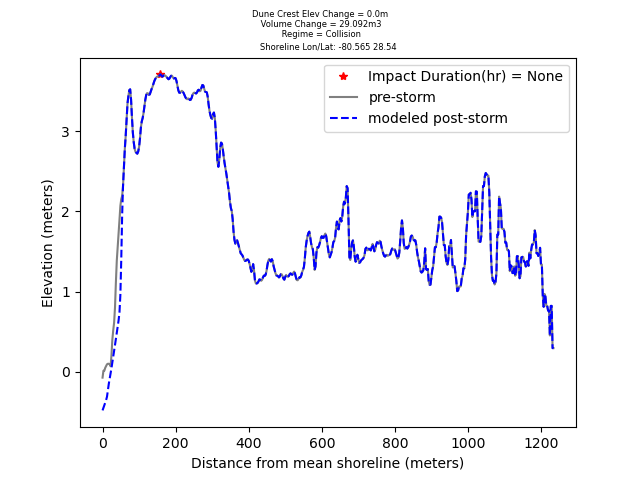 Dune Crest Elev Change = 0.0m
Volume Change = 29.092m3
Regime = Collision
Shoreline Lon/Lat: -80.565 28.54
Impact Duration(hr) = None
pre-storm
modeled post-storm
Elevation (meters)
3
2
1
0
0 200 400 600 800 1000 1200
Distance from mean shoreline (meters)